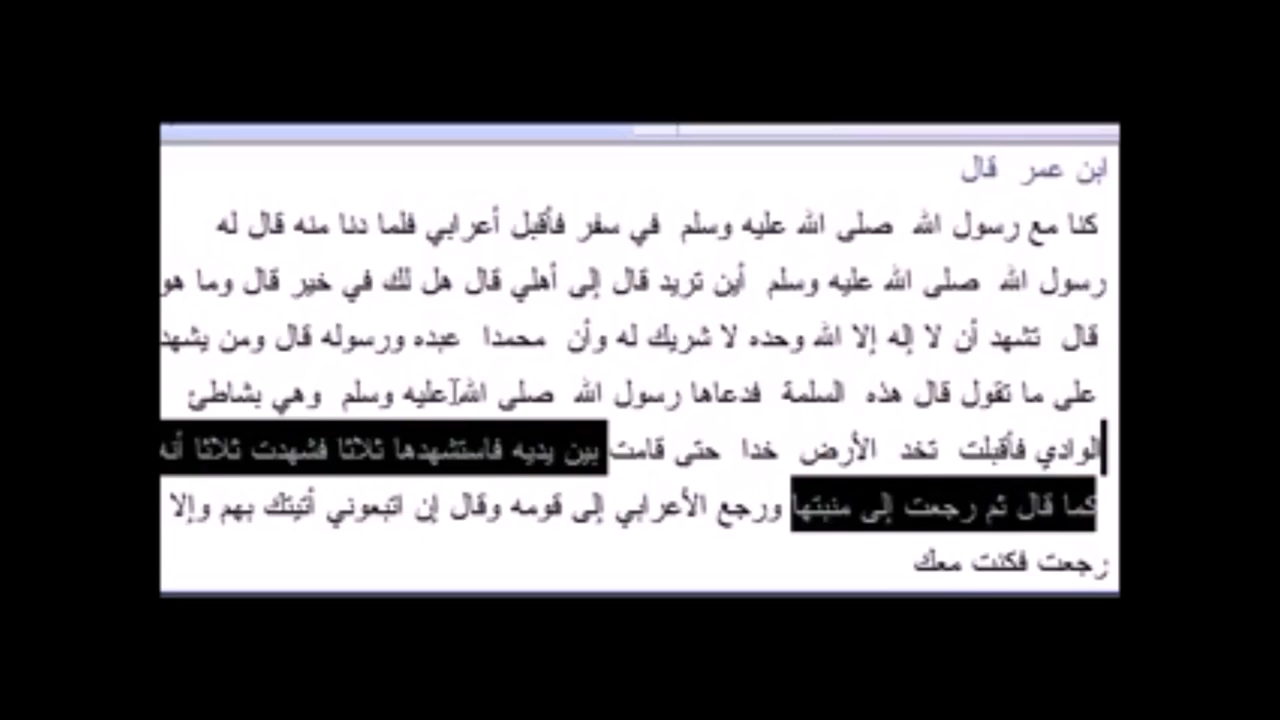 ابن عمر قال
كنا مع رسول الله صلى الله عليه وسلم في سفر فأقبل أعرابي فلما دنا منه قال له
رسول الله صلى الله عليه وسلم أين تريد قال إلى أهلي قال هل لك في خير قال وما هو
قال تشهد أن لا إله إلا الله وحده لا شريك له وأن محمدا عبده ورسوله قال ومن يشهد
على ما تقول قال هذه السلمة فدعاها رسول الله صلى الله عليه وسلم وهي بشاطئ
الوادي فأقبلت تخد الأرض خدا حتى قامت بين يديه فاستشهدها ثلاثا فشهدت ثلاثا أنه
كما قال ثم رجعت إلى منبتها ورجع الأعرابي إلى قومه وقال إن اتبعوني أتيتك بهم وإلا
رجعت فكنت معك